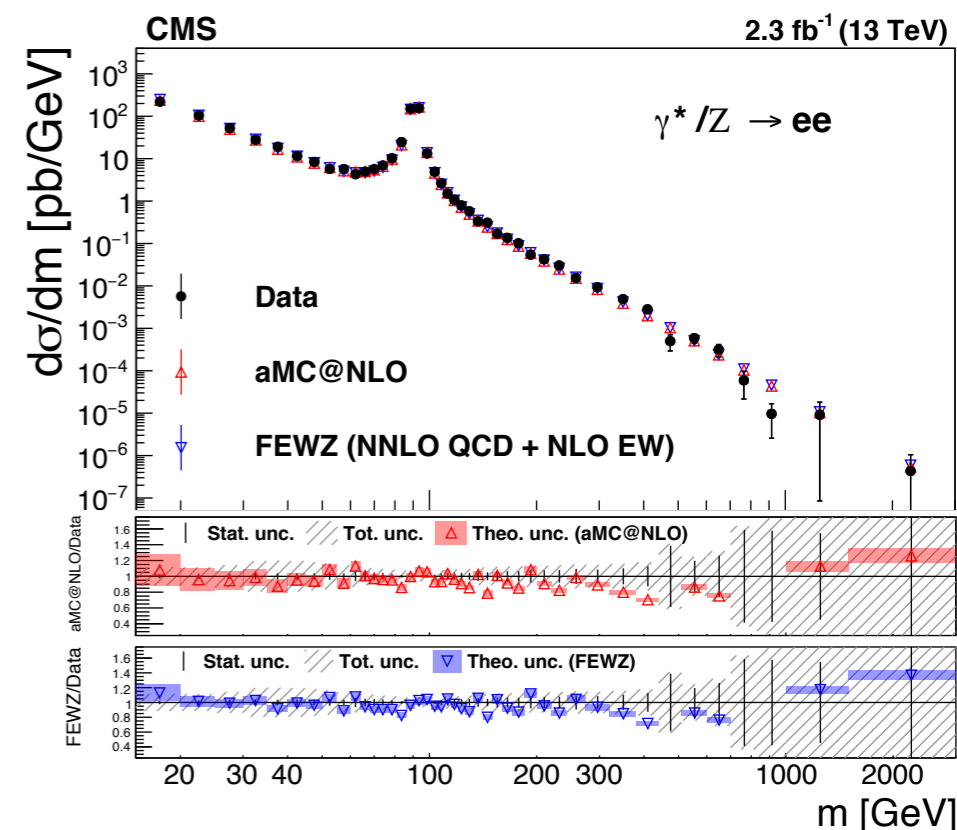 CMS 2.3 fb⁻¹ (13 TeV)
dσ/dm [pb/GeV]
10³
10²
10
1
10⁻¹
10⁻²
10⁻³
10⁻⁴
10⁻⁵
10⁻⁶
10⁻⁷
γ*/Z → ee
Data
aMC@NLO
FEWZ (NNLO QCD + NLO EW)
aMC@NLO/Data
1.6
1.4
1.2
1
0.8
0.6
0.4
Stat. unc. Tot. unc. Theo. unc. (aMC@NLO)
FEWZ/Data
1.6
1.4
1.2
1
0.8
0.6
0.4
Stat. unc. Tot. unc. Theo. unc. (FEWZ)
20 30 40 100 200 300 1000 2000
m [GeV]